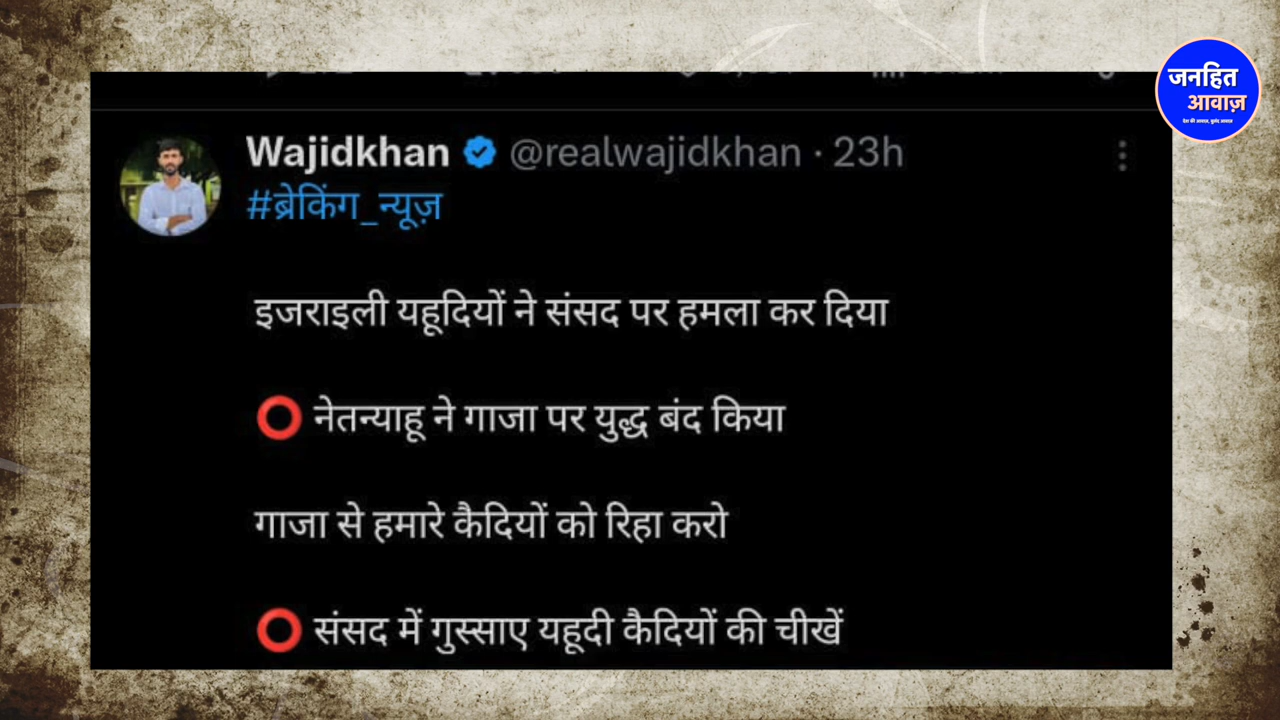 जनहित
आवाज़
Wajidkhan @realwajidkhan · 23h
#ब्रेकिंग_न्यूज़
इजराइली यहूदियों ने संसद पर हमला कर दिया
⭕ नेतन्याहू ने गाजा पर युद्ध बंद किया
गाजा से हमारे कैदियों को रिहा करो
⭕ संसद में गुस्साए यहूदी कैदियों की चीखें